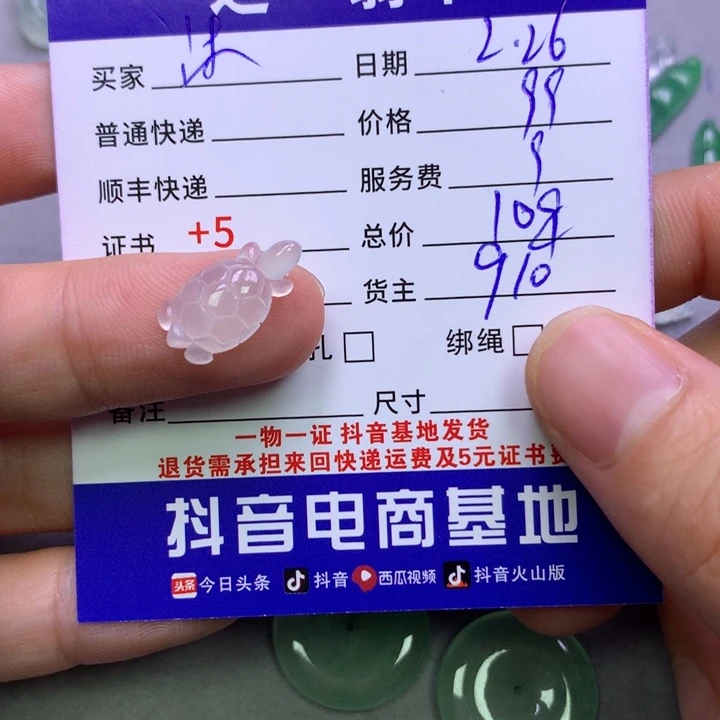 买家 日期 2.26
普通快递 价格 99
顺丰快递 服务费 9
证书 +5 总价 108
货主 910
孔 绑绳
备注 尺寸
一物一证 抖音基地发货
退货需承担来回快递运费及5元证书费
抖音电商基地
头条 今日头条 抖音 西瓜视频 抖音火山版